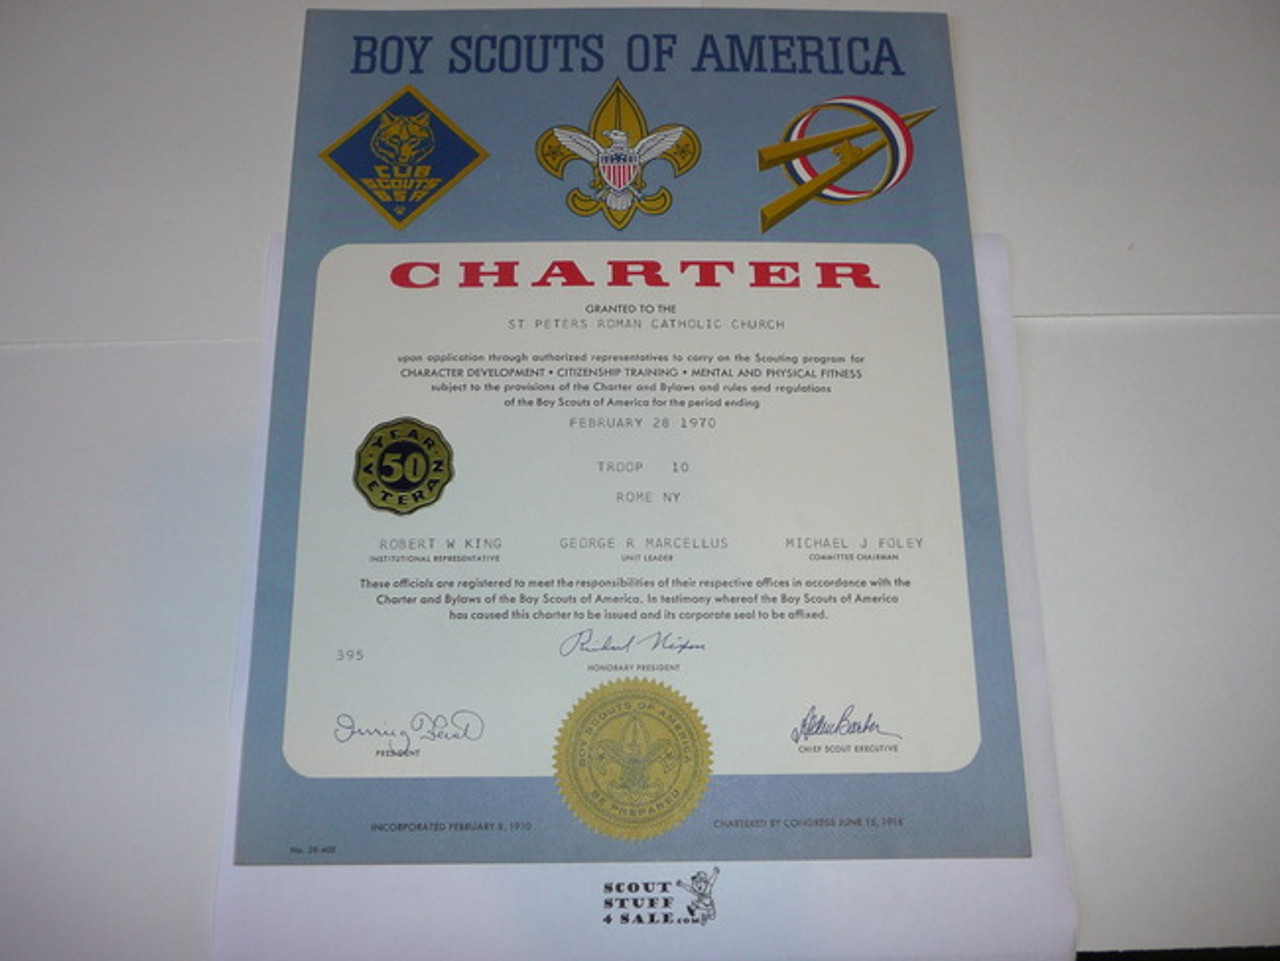 BOY SCOUTS OF AMERICA
CUB
SCOUTS
BSA
CHARTER
GRANTED TO THE
ST PETERS ROMAN CATHOLIC CHURCH
upon application through authorized representatives to carry on the Scouting program for
CHARACTER DEVELOPMENT • CITIZENSHIP TRAINING • MENTAL AND PHYSICAL FITNESS
subject to the provisions of the Charter and Bylaws and rules and regulations
of the Boy Scouts of America for the period ending
FEBRUARY 28 1970
YEAR
50
VETERAN
TROOP 10
ROME NY
ROBERT W KING GEORGE R MARCELLUS MICHAEL J FOLEY
INSTITUTIONAL REPRESENTATIVE UNIT LEADER COMMITTEE CHAIRMAN
These officials are registered to meet the responsibilities of their respective offices in accordance with the
Charter and Bylaws of the Boy Scouts of America. In testimony whereof the Boy Scouts of America
has caused this charter to be issued and its corporate seal to be affixed.
Richard Nixon
395
HONORARY PRESIDENT
Irving Feist
PRESIDENT CHIEF SCOUT EXECUTIVE
BOY SCOUTS OF AMERICA
BE PREPARED
INCORPORATED FEBRUARY 8, 1910 CHARTERED BY CONGRESS JUNE 15, 1916
SCOUT
STUFF
4 SALE.COM